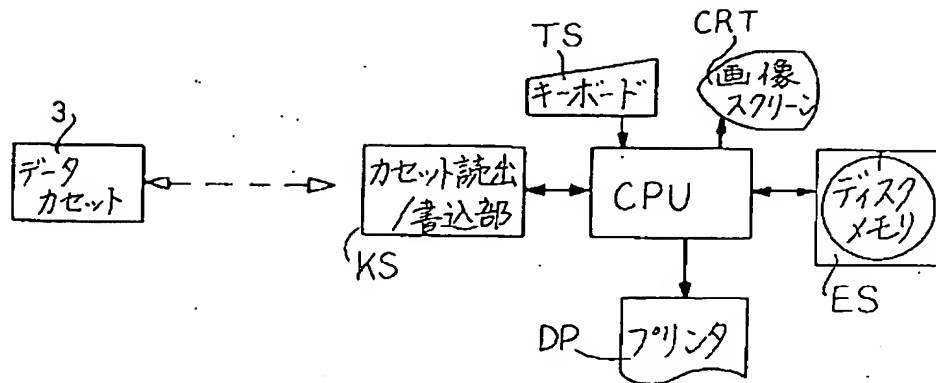 TS
CRT
キーボード
画像
スクリーン
3
データ
カセット
カセット読出
/書込部
KS
CPU
ディスク
メモリ
ES
DP
プリンタ